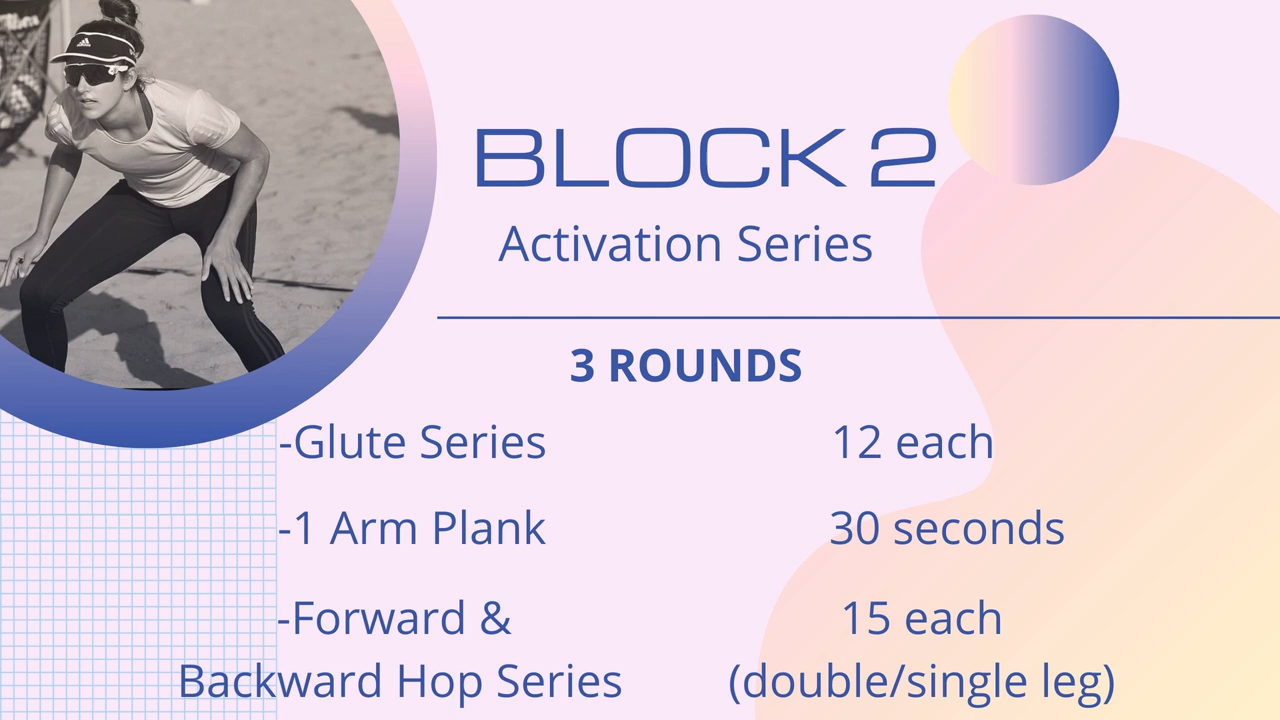 BLOCK 2
Activation Series
3 ROUNDS
-Glute Series 12 each
-1 Arm Plank 30 seconds
-Forward & 15 each
Backward Hop Series (double/single leg)